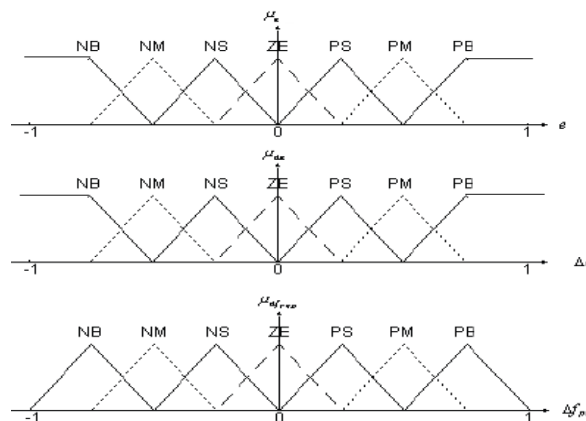 μe
NB NM NS ZE PS PM PB
-1 0 1 e
μde
NB NM NS ZE PS PM PB
-1 0 1 Δ
NB NM NS ZE PS PM PB
-1 0 1